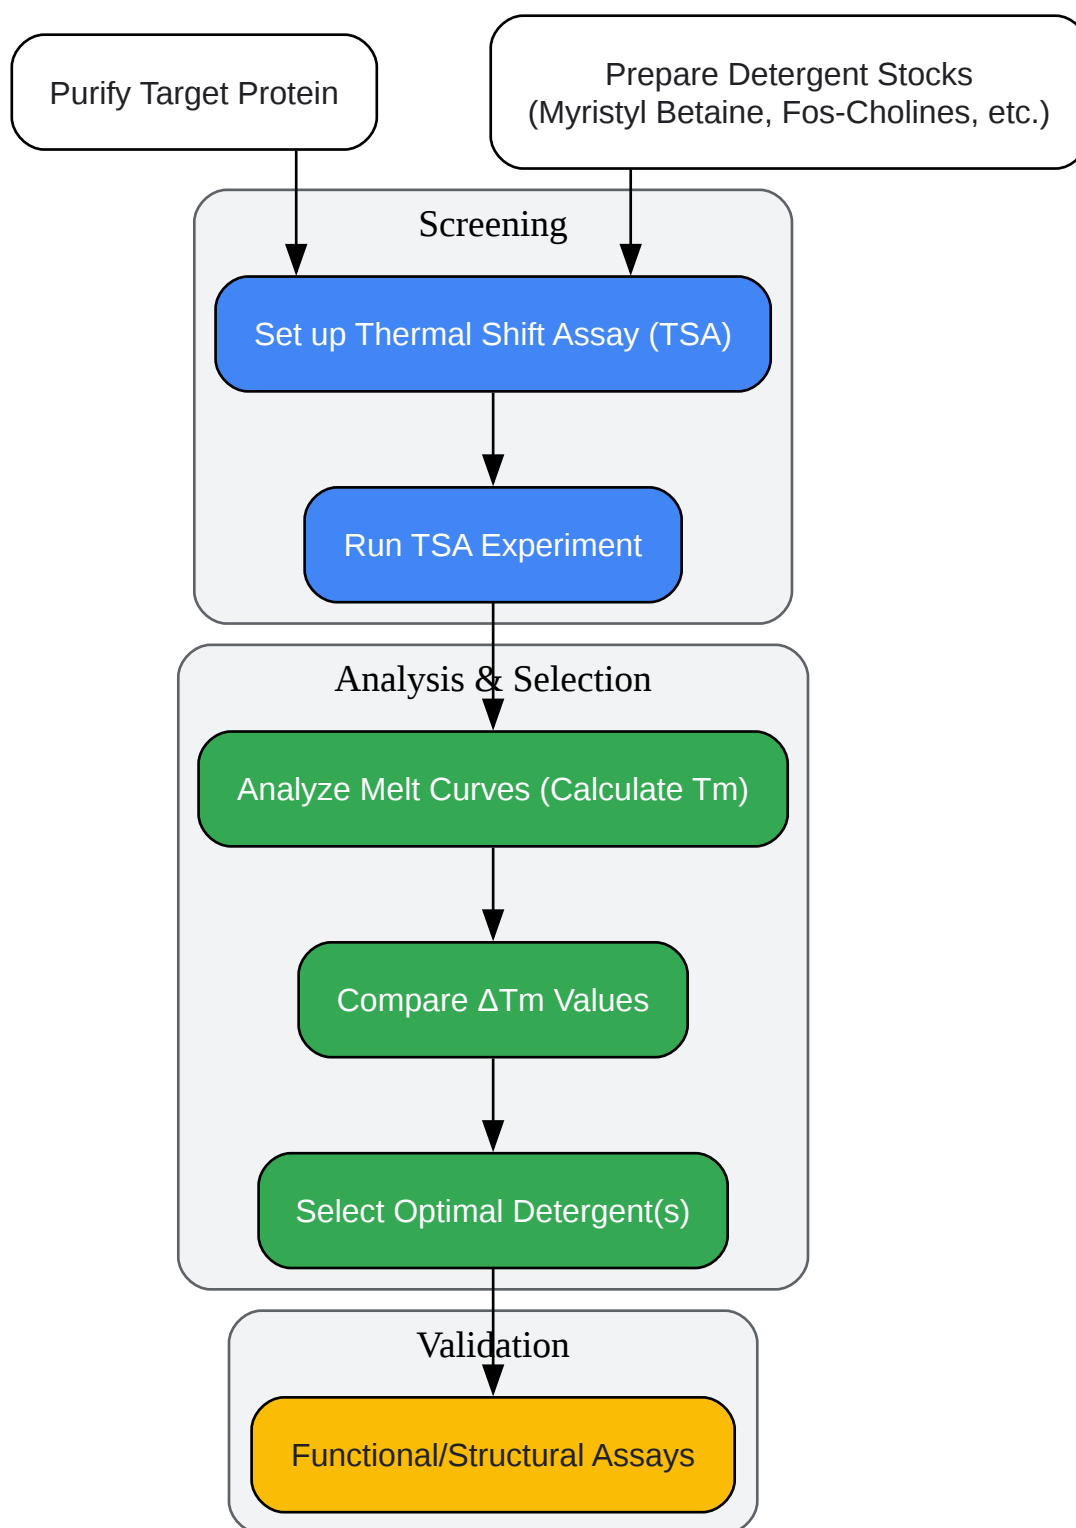 Purify Target Protein
Prepare Detergent Stocks
(Myristyl Betaine, Fos-Cholines, etc.)
Screening
Set up Thermal Shift Assay (TSA)
Run TSA Experiment
Analysis & Selection
Analyze Melt Curves (Calculate Tm)
Compare ΔTm Values
Select Optimal Detergent(s)
Validation
Functional/Structural Assays